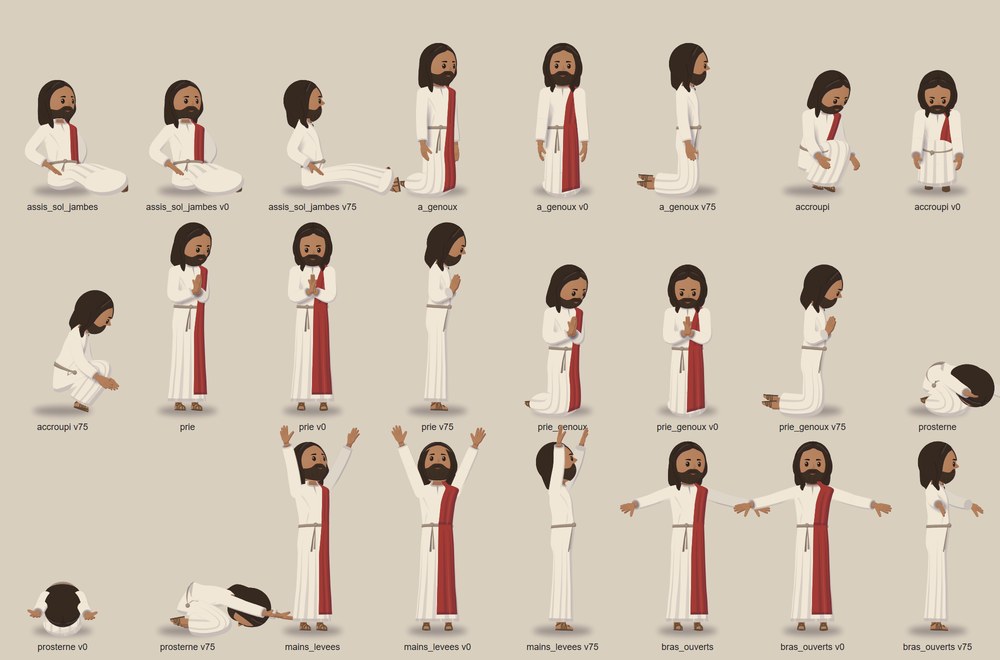 assis_sol_jambes
assis_sol_jambes v0
assis_sol_jambes v75
a_genoux
a_genoux v0
a_genoux v75
accroupi
accroupi v0
accroupi v75
prie
prie v0
prie v75
prie_genoux
prie_genoux v0
prie_genoux v75
prosterne
prosterne v0
prosterne v75
mains_levees
mains_levees v0
mains_levees v75
bras_ouverts
bras_ouverts v0
bras_ouverts v75